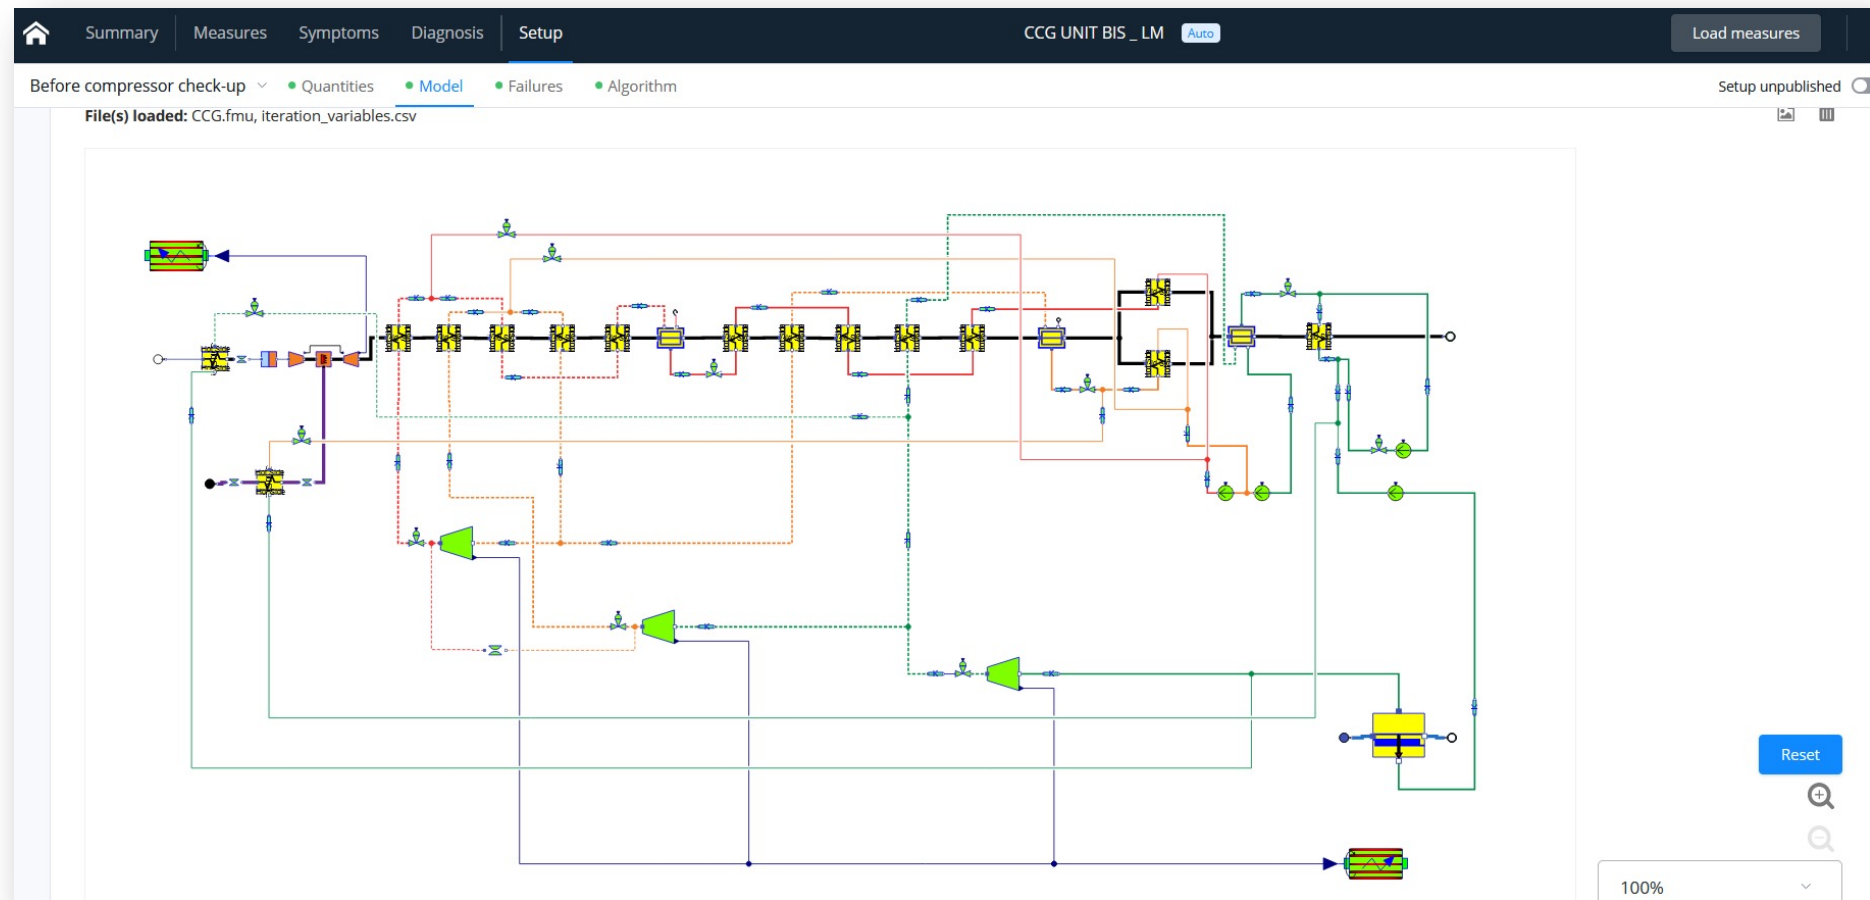 Summary Measures Symptoms Diagnosis Setup CCG UNIT BIS _ LM Auto Load measures
Before compressor check-up Quantities Model Failures Algorithm Setup unpublished
File(s) loaded: CCG.fmu, iteration_variables.csv
Reset
100%